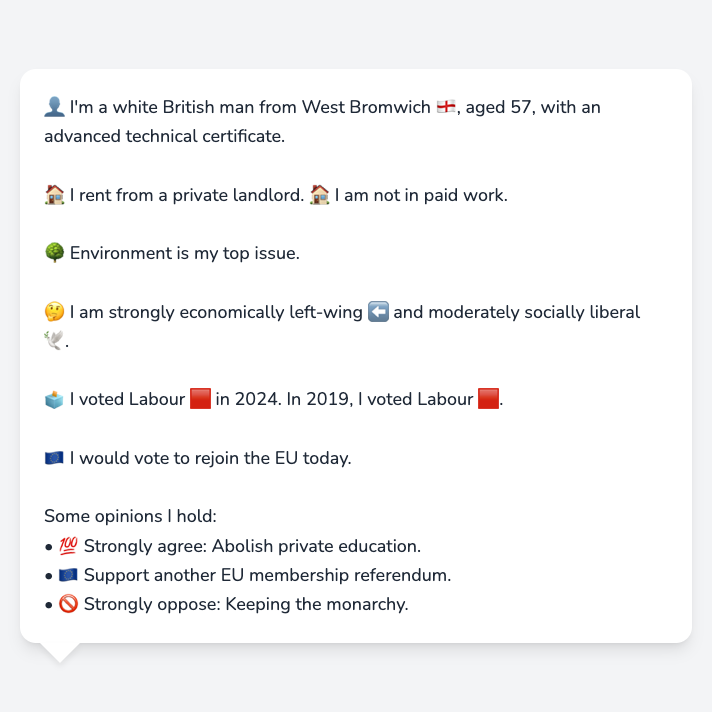 👤 I'm a white British man from West Bromwich 🏴󠁧󠁢󠁥󠁮󠁧󠁿, aged 57, with an
advanced technical certificate.
🏠 I rent from a private landlord. 🏠 I am not in paid work.
🌳 Environment is my top issue.
🤔 I am strongly economically left-wing ⬅️ and moderately socially liberal
🕊️.
🗳️ I voted Labour 🟥 in 2024. In 2019, I voted Labour 🟥.
🇪🇺 I would vote to rejoin the EU today.
Some opinions I hold:
• 💯 Strongly agree: Abolish private education.
• 🇪🇺 Support another EU membership referendum.
• 🚫 Strongly oppose: Keeping the monarchy.